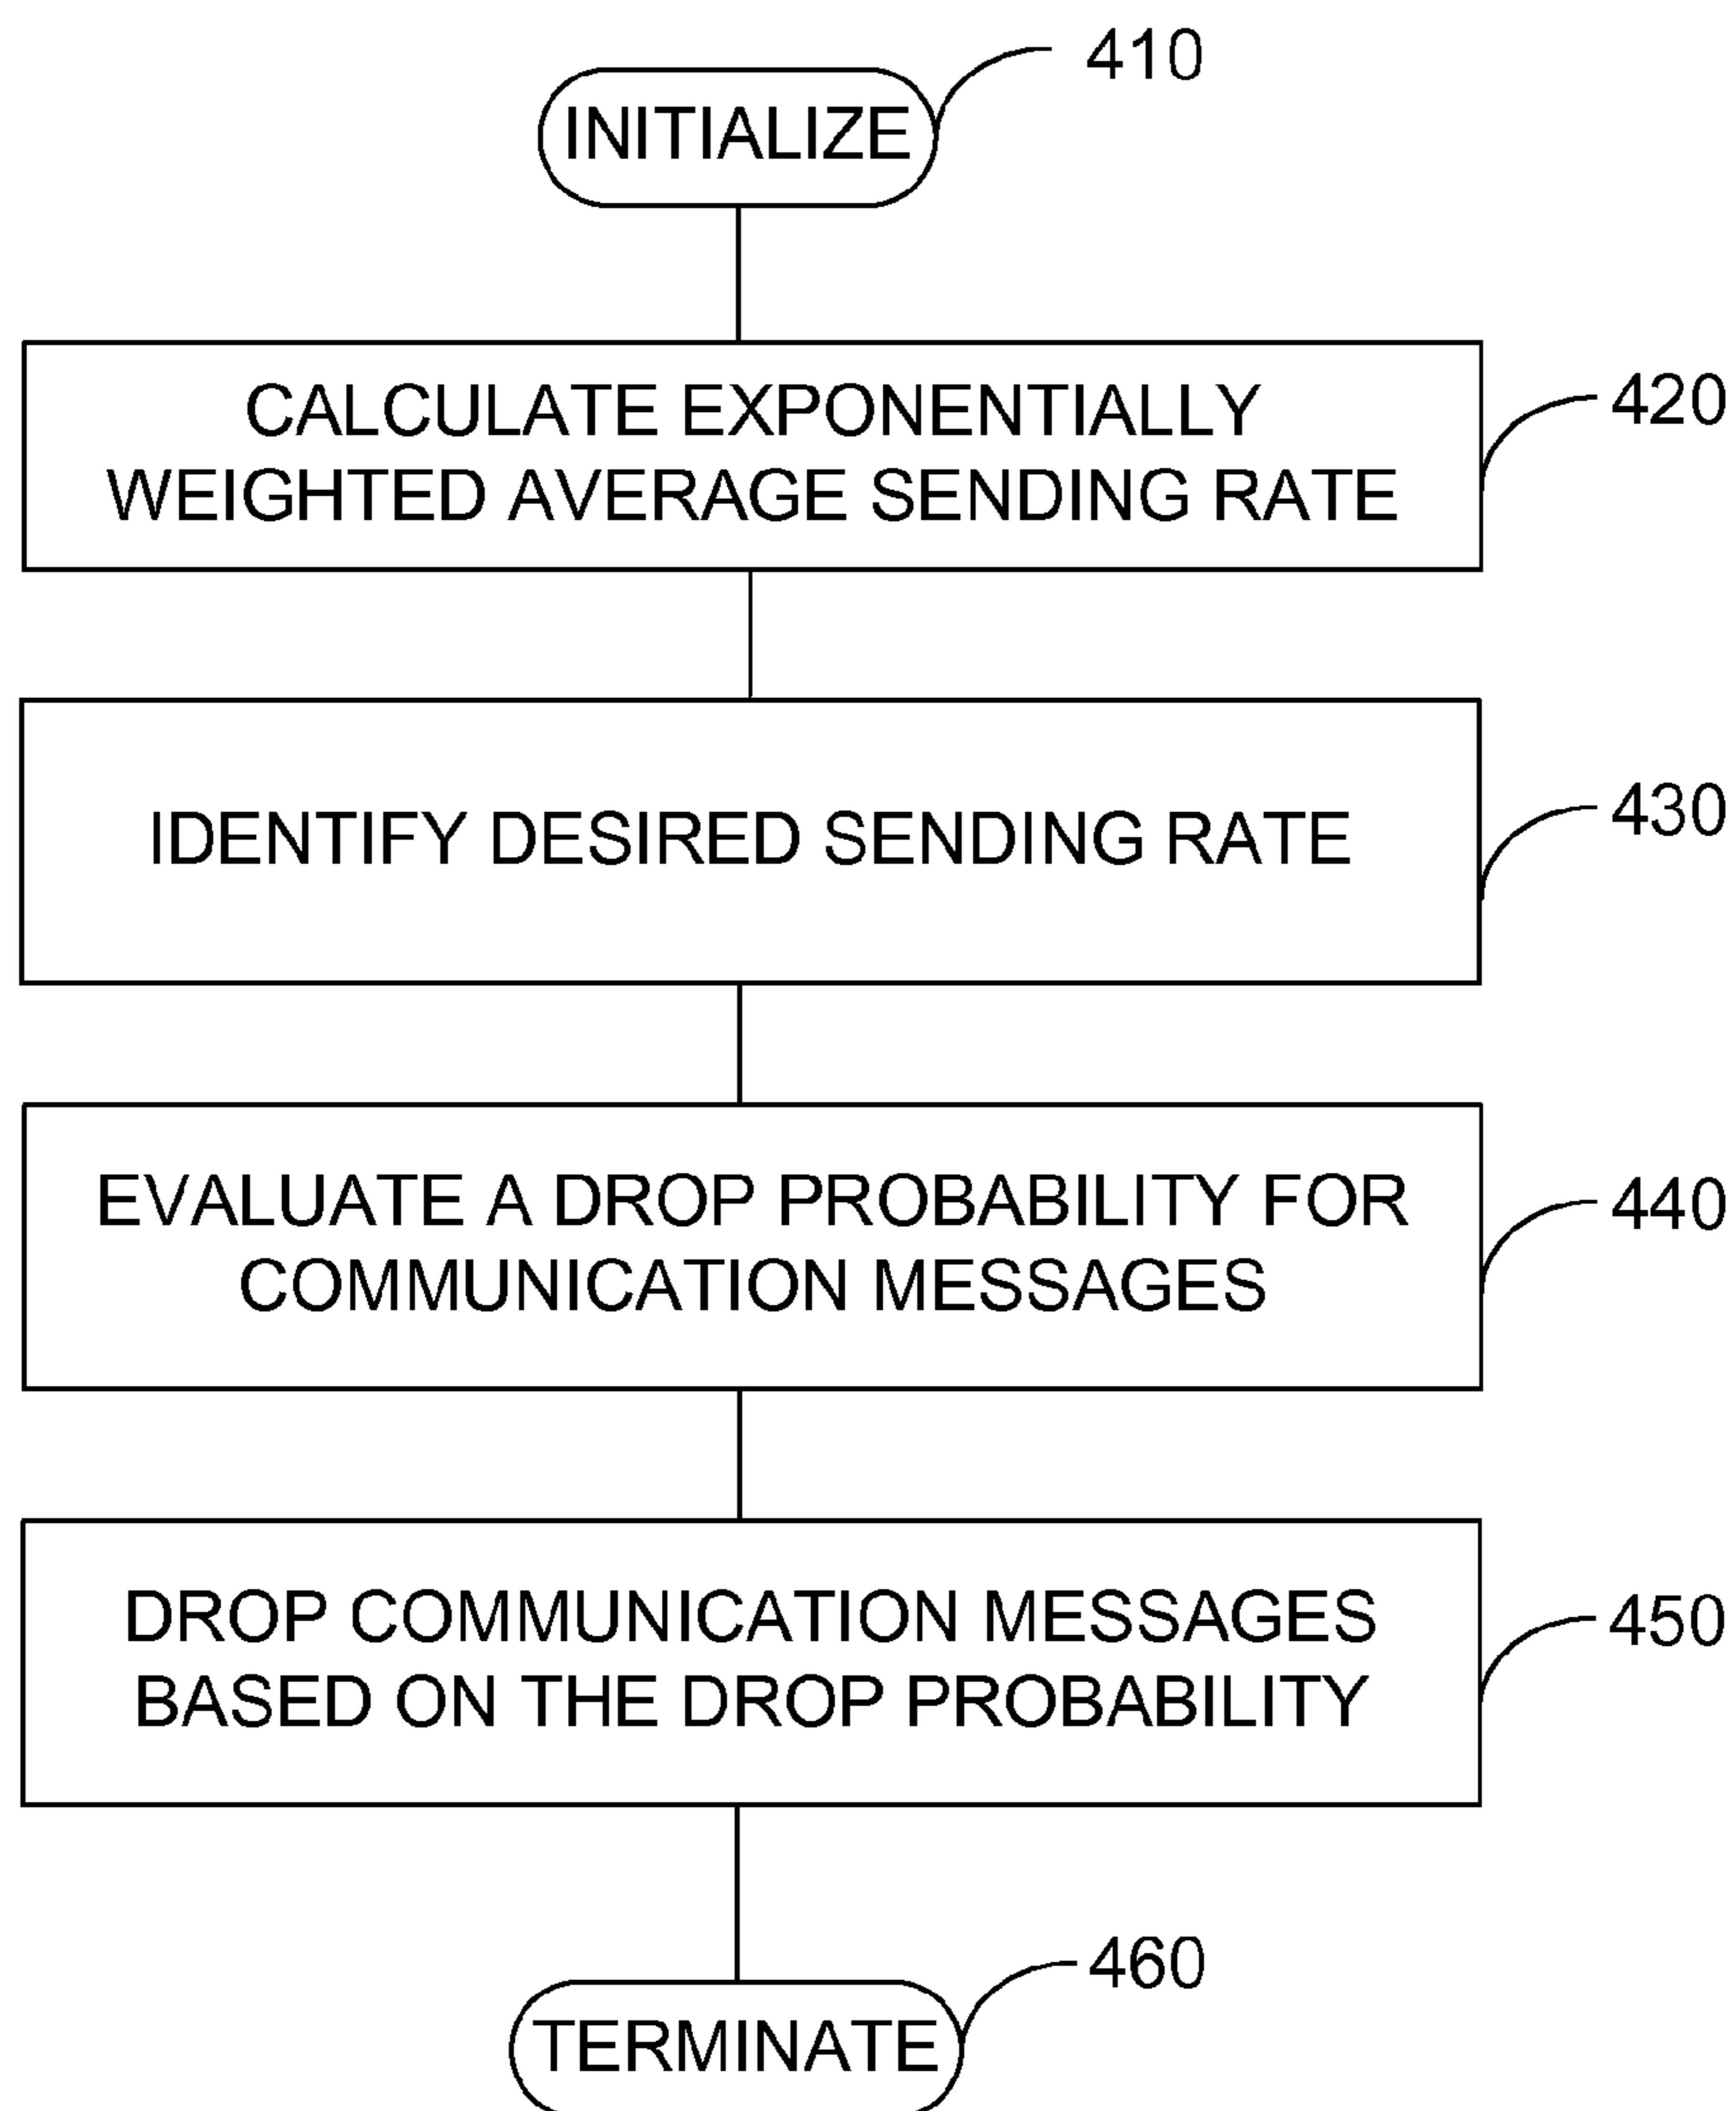 410
INITIALIZE
CALCULATE EXPONENTIALLY
WEIGHTED AVERAGE SENDING RATE
420
IDENTIFY DESIRED SENDING RATE
430
EVALUATE A DROP PROBABILITY FOR
COMMUNICATION MESSAGES
440
DROP COMMUNICATION MESSAGES
BASED ON THE DROP PROBABILITY
450
460
TERMINATE